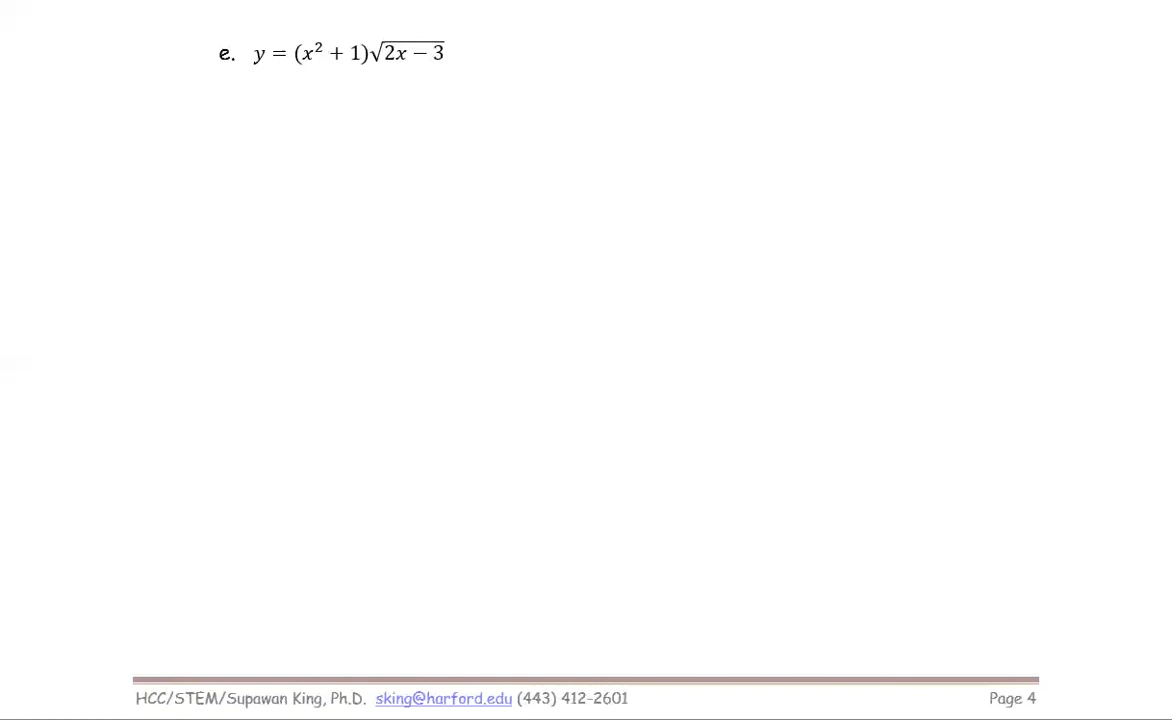 e. y = (x² + 1)√(2x − 3)
HCC/STEM/Supawan King, Ph.D. sking@harford.edu (443) 412-2601 Page 4